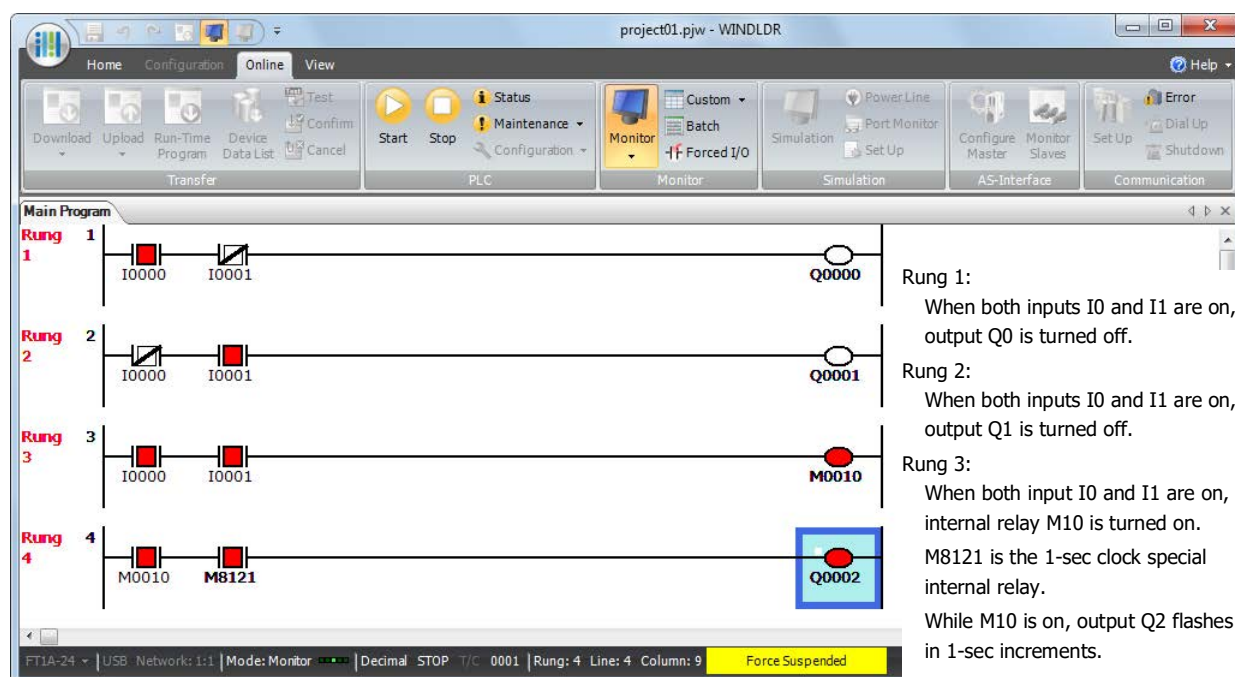 project01.pjw - WINDLDR
Home Configuration Online View Help
Download Upload Run-Time Program Device Data List Test Confirm Cancel
Transfer
Start Stop Status Maintenance Configuration
PLC
Monitor Custom Batch Forced I/O
Monitor
Simulation Power Line Port Monitor Set Up
Simulation
Configure Master Monitor Slaves
AS-Interface
Set Up Error Dial Up Shutdown
Communication
Main Program
Rung 1
1
I0000 I0001 Q0000
Rung 2
2
I0000 I0001 Q0001
Rung 3
3
I0000 I0001 M0010
Rung 4
4
M0010 M8121 Q0002
Rung 1:
When both inputs I0 and I1 are on,
output Q0 is turned off.
Rung 2:
When both inputs I0 and I1 are on,
output Q1 is turned off.
Rung 3:
When both input I0 and I1 are on,
internal relay M10 is turned on.
M8121 is the 1-sec clock special
internal relay.
While M10 is on, output Q2 flashes
in 1-sec increments.
FT1A-24 USB Network: 1:1 Mode: Monitor Decimal STOP T/C 0001 Rung: 4 Line: 4 Column: 9 Force Suspended